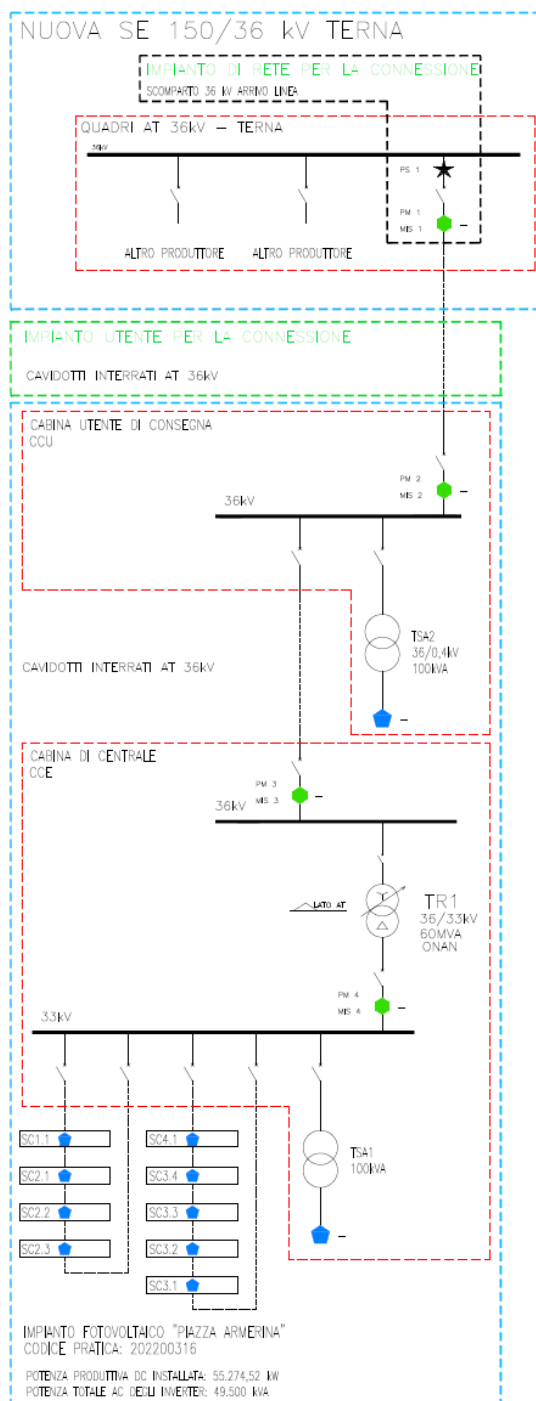 NUOVA SE 150/36 kV TERNA
IMPIANTO DI RETE PER LA CONNESSIONE
SCOMPARTO 36 kV ARRIVO LINEA
QUADRI AT 36kV – TERNA
36kV
PS 1
PM 1
MIS 1
ALTRO PRODUTTORE
ALTRO PRODUTTORE
IMPIANTO UTENTE PER LA CONNESSIONE
CAVIDOTTI INTERRATI AT 36kV
CABINA UTENTE DI CONSEGNA
CCU
PM 2
MIS 2
36kV
TSA2
36/0,4kV
100kVA
CAVIDOTTI INTERRATI AT 36kV
CABINA DI CENTRALE
CCE
PM 3
MIS 3
36kV
LATO AT
TR1
36/33kV
60MVA
ONAN
PM 4
MIS 4
33kV
SC1.1
SC4.1
SC2.1
SC3.4
SC2.2
SC3.3
SC2.3
SC3.2
SC3.1
TSA1
100kVA
IMPIANTO FOTOVOLTAICO "PIAZZA ARMERINA"
CODICE PRATICA: 202200316
POTENZA PRODUTTIVA DC INSTALLATA: 55.274,52 kW
POTENZA TOTALE AC DEGLI INVERTER: 49.500 kVA